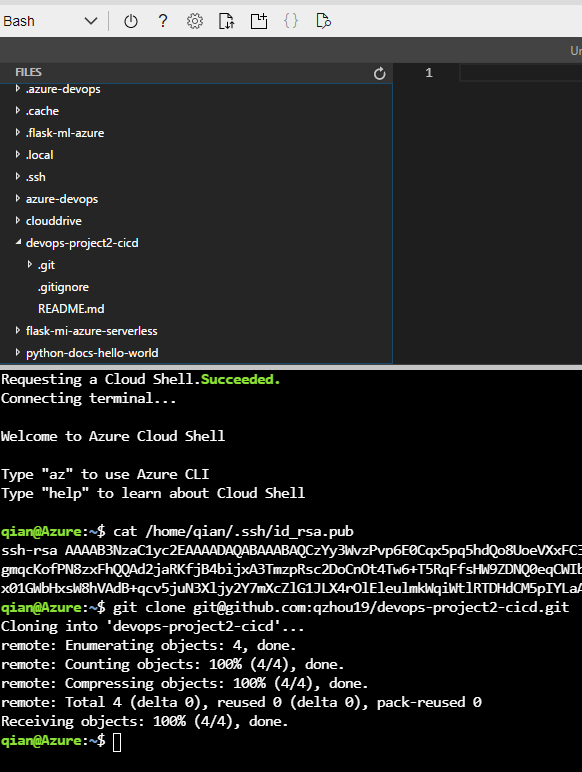 Bash
?
{}
Un
FILES
1
.azure-devops
.cache
.flask-ml-azure
.local
.ssh
azure-devops
clouddrive
devops-project2-cicd
.git
.gitignore
README.md
flask-mi-azure-serverless
python-docs-hello-world
Requesting a Cloud Shell.Succeeded.
Connecting terminal...
Welcome to Azure Cloud Shell
Type "az" to use Azure CLI
Type "help" to learn about Cloud Shell
qian@Azure:~$ cat /home/qian/.ssh/id_rsa.pub
ssh-rsa AAAAB3NzaC1yc2EAAAADAQABAAABAQCzYy3WvzPvp6E0Cqx5pq5hdQo8UoeVXxFC3
gmqcKofPN8zxFhQQAd2jaRKfjB4bijxA3TmzpRsc2DoCnOt4Tw6+T5RqFfsHW9ZDNQ0eqCWIb
x01GWbHxsW8hVAdB+qcv5juN3Xljy2Y7mXcZlG1JLX4rOlEleulmkWqiWtlRTDHdCM5pIYLaA
qian@Azure:~$ git clone git@github.com:qzhou19/devops-project2-cicd.git
Cloning into 'devops-project2-cicd'...
remote: Enumerating objects: 4, done.
remote: Counting objects: 100% (4/4), done.
remote: Compressing objects: 100% (4/4), done.
remote: Total 4 (delta 0), reused 0 (delta 0), pack-reused 0
Receiving objects: 100% (4/4), done.
qian@Azure:~$